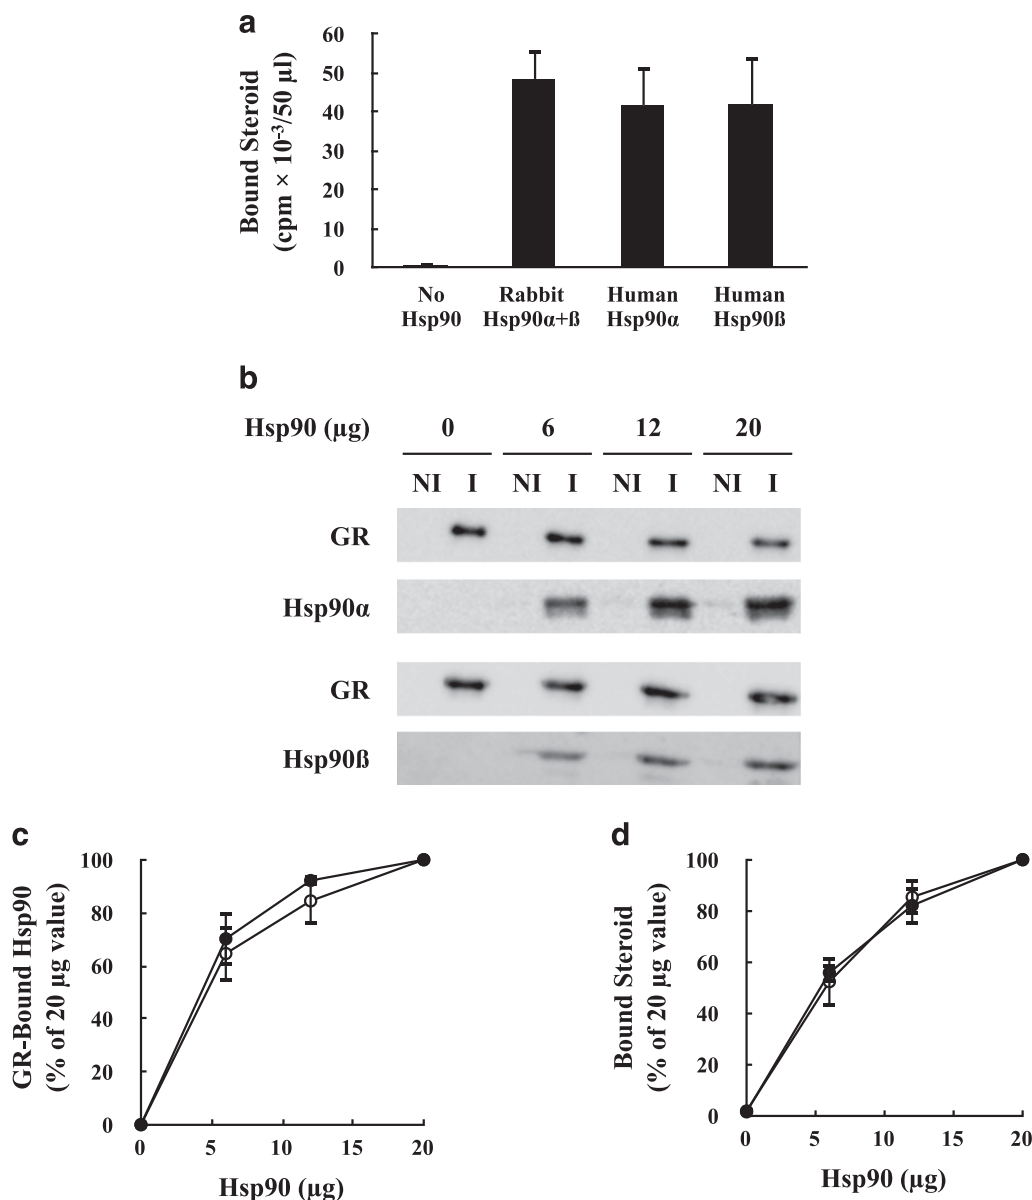 a
Bound Steroid
(cpm × 10⁻³/50 µl)
60
50
40
30
20
10
0
No
Hsp90
Rabbit
Hsp90α+ß
Human
Hsp90α
Human
Hsp90ß
b
Hsp90 (µg) 0 6 12 20
NI I NI I NI I NI I
GR
Hsp90α
GR
Hsp90ß
c
GR-Bound Hsp90
(% of 20 µg value)
100
80
60
40
20
0
0 5 10 15 20
Hsp90 (µg)
d
Bound Steroid
(% of 20 µg value)
100
80
60
40
20
0
0 5 10 15 20
Hsp90 (µg)